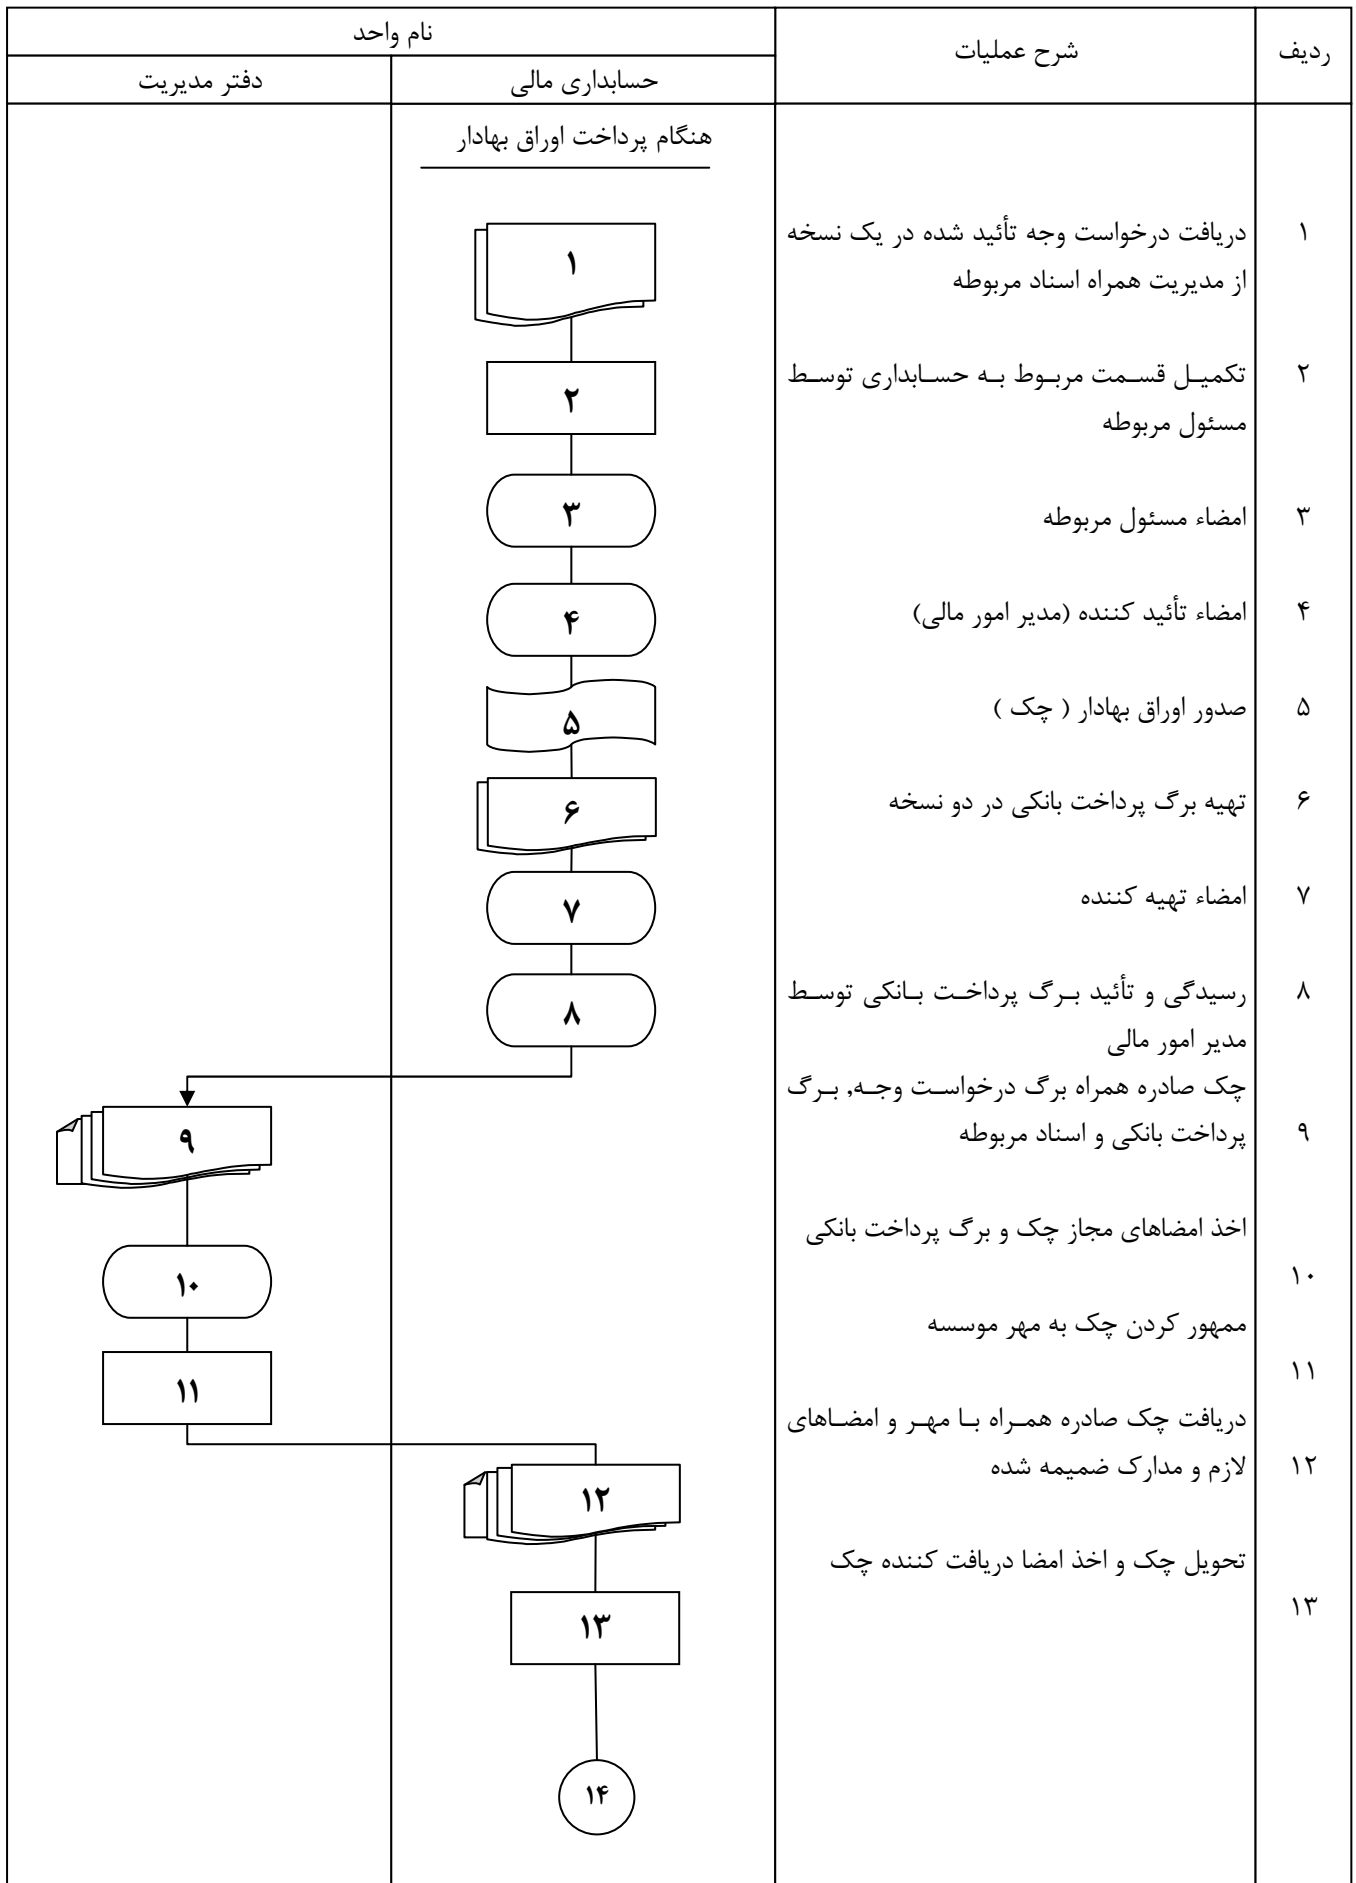 ردیف
شرح عملیات
نام واحد
حسابداری مالی
دفتر مدیریت
هنگام پرداخت اوراق بهادار
۱
دریافت درخواست وجه تأئید شده در یک نسخه
از مدیریت همراه اسناد مربوطه
۱
۲
تکمیل قسمت مربوط به حسابداری توسط
مسئول مربوطه
۲
۳
امضاء مسئول مربوطه
۳
۴
امضاء تأئید کننده (مدیر امور مالی)
۴
۵
صدور اوراق بهادار ( چک )
۵
۶
تهیه برگ پرداخت بانکی در دو نسخه
۶
۷
امضاء تهیه کننده
۷
۸
رسیدگی و تأئید برگ پرداخت بانکی توسط
مدیر امور مالی
۸
چک صادره همراه برگ درخواست وجه, برگ
۹
پرداخت بانکی و اسناد مربوطه
۹
اخذ امضاهای مجاز چک و برگ پرداخت بانکی
۱۰
۱۰
ممهور کردن چک به مهر موسسه
۱۱
۱۱
دریافت چک صادره همراه با مهر و امضاهای
۱۲
لازم و مدارک ضمیمه شده
۱۲
تحویل چک و اخذ امضا دریافت کننده چک
۱۳
۱۳
۱۴